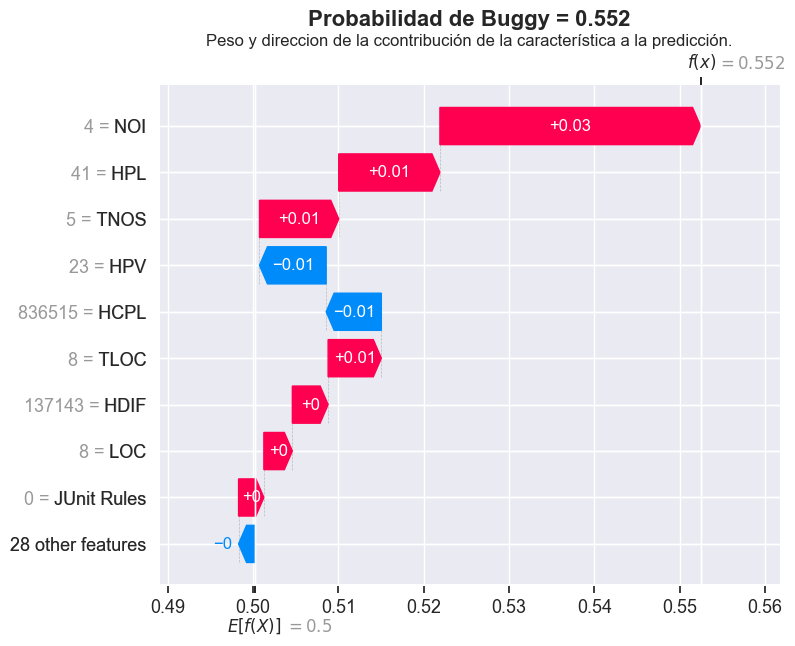 Probabilidad de Buggy = 0.552
Peso y direccion de la ccontribución de la característica a la predicción.
f(x) = 0.552
4 = NOI
+0.03
41 = HPL
+0.01
5 = TNOS
+0.01
23 = HPV
−0.01
836515 = HCPL
−0.01
8 = TLOC
+0.01
137143 = HDIF
+0
8 = LOC
+0
0 = JUnit Rules
+0
28 other features
−0
0.49 0.50 0.51 0.52 0.53 0.54 0.55 0.56
E[f(X)] = 0.5